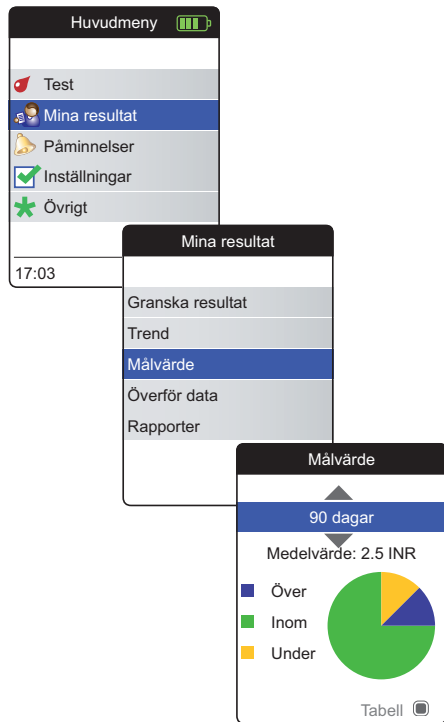 Huvudmeny
Test
Mina resultat
Påminnelser
Inställningar
Övrigt
17:03
Mina resultat
Granska resultat
Trend
Målvärde
Överför data
Rapporter
Målvärde
90 dagar
Medelvärde: 2.5 INR
Över
Inom
Under
Tabell